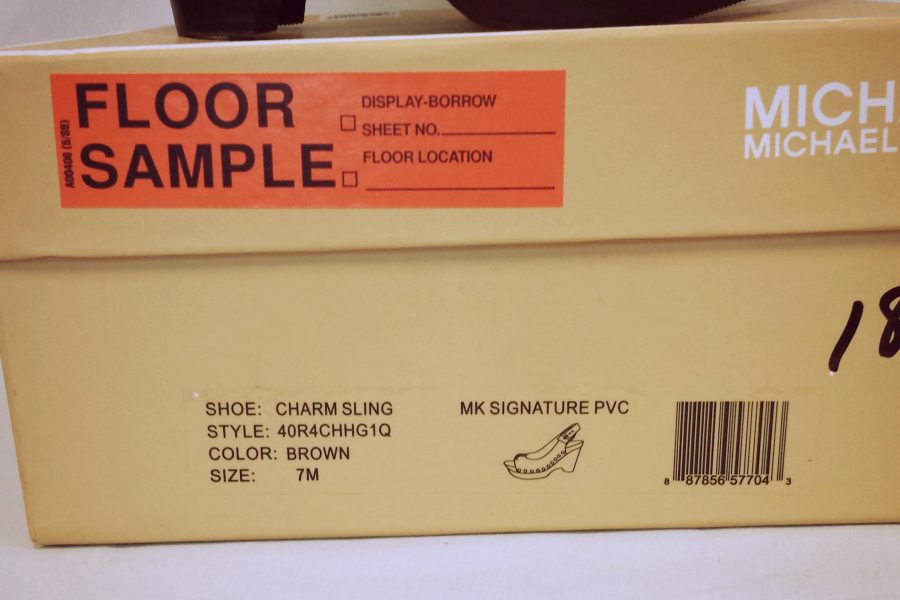 FLOOR
SAMPLE
A06406 (5/88)
DISPLAY-BORROW
SHEET NO.
FLOOR LOCATION
MICH
MICHAEL
18
SHOE: CHARM SLING
STYLE: 40R4CHHG1Q
COLOR: BROWN
SIZE: 7M
MK SIGNATURE PVC
8 87856 57704 3